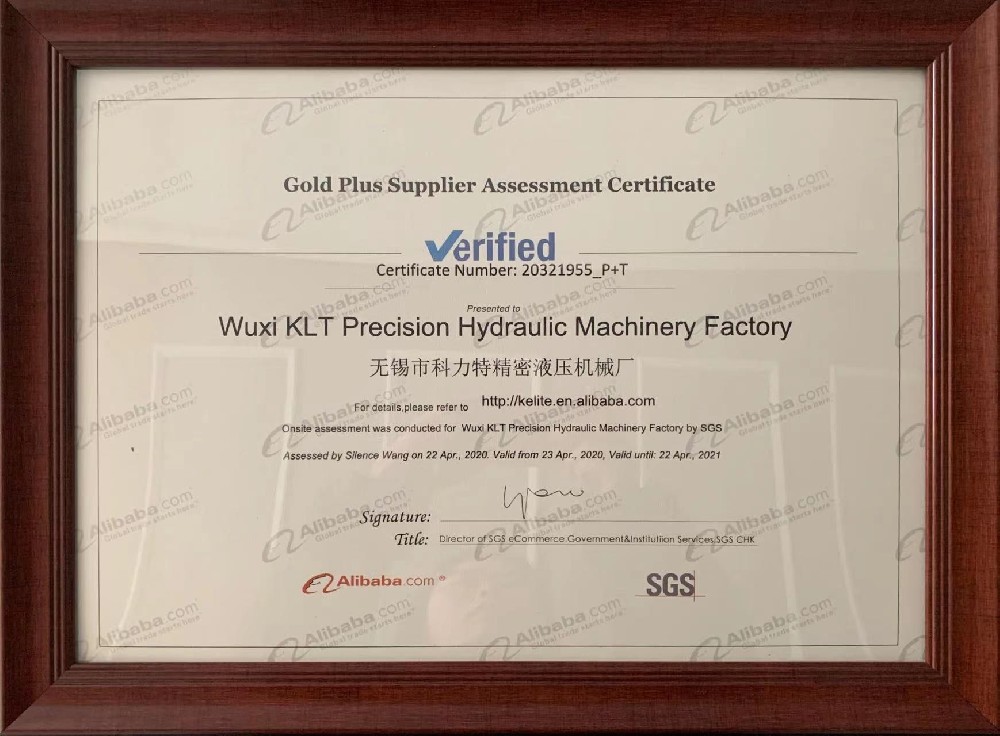 Gold Plus Supplier Assessment Certificate
Verified
Certificate Number: 20321955_P+T
Presented to
Wuxi KLT Precision Hydraulic Machinery Factory
无锡市科力特精密液压机械厂
For details,please refer to http://kelite.en.alibaba.com
Onsite assessment was conducted for Wuxi KLT Precision Hydraulic Machinery Factory by SGS
Assessed by Silence Wang on 22 Apr., 2020. Valid from 23 Apr., 2020, Valid until: 22 Apr., 2021
Signature:
Title: Director of SGS eCommerce,Government&Institutiion Services,SGS CHK
Alibaba.com®
SGS